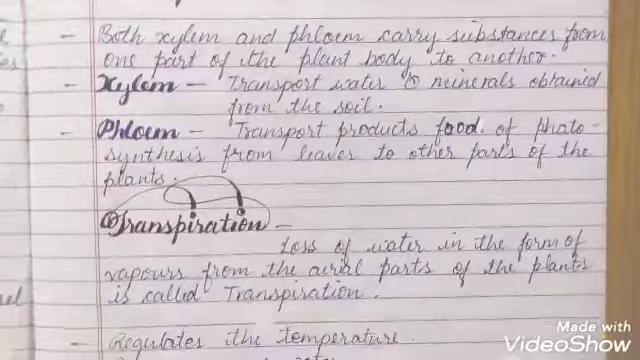 - Both xylem and phloem carry substances from
one part of the plant body to another.
- Xylem - Transport water & minerals obtained
from the soil.
- Phloem - Transport products food of photo-
synthesis from leaves to other parts of the
plants.
Transpiration -
Loss of water in the form of
vapours from the aerial parts of the plants
is called Transpiration.
- Regulates the temperature.
Made with
VideoShow